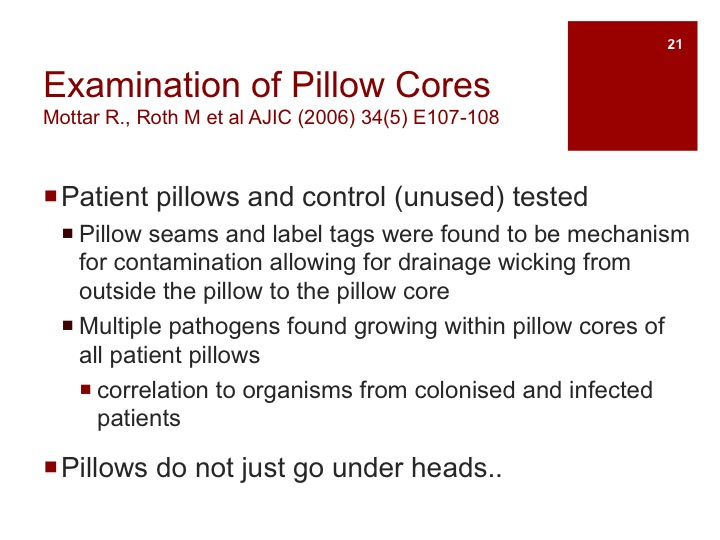 21
Examination of Pillow Cores
Mottar R., Roth M et al AJIC (2006) 34(5) E107-108
Patient pillows and control (unused) tested
Pillow seams and label tags were found to be mechanism
for contamination allowing for drainage wicking from
outside the pillow to the pillow core
Multiple pathogens found growing within pillow cores of
all patient pillows
correlation to organisms from colonised and infected
patients
Pillows do not just go under heads..